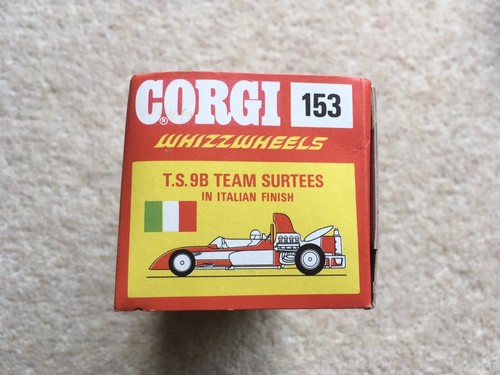 CORGI® 153
WHIZZWHEELS
T.S.9B TEAM SURTEES
IN ITALIAN FINISH